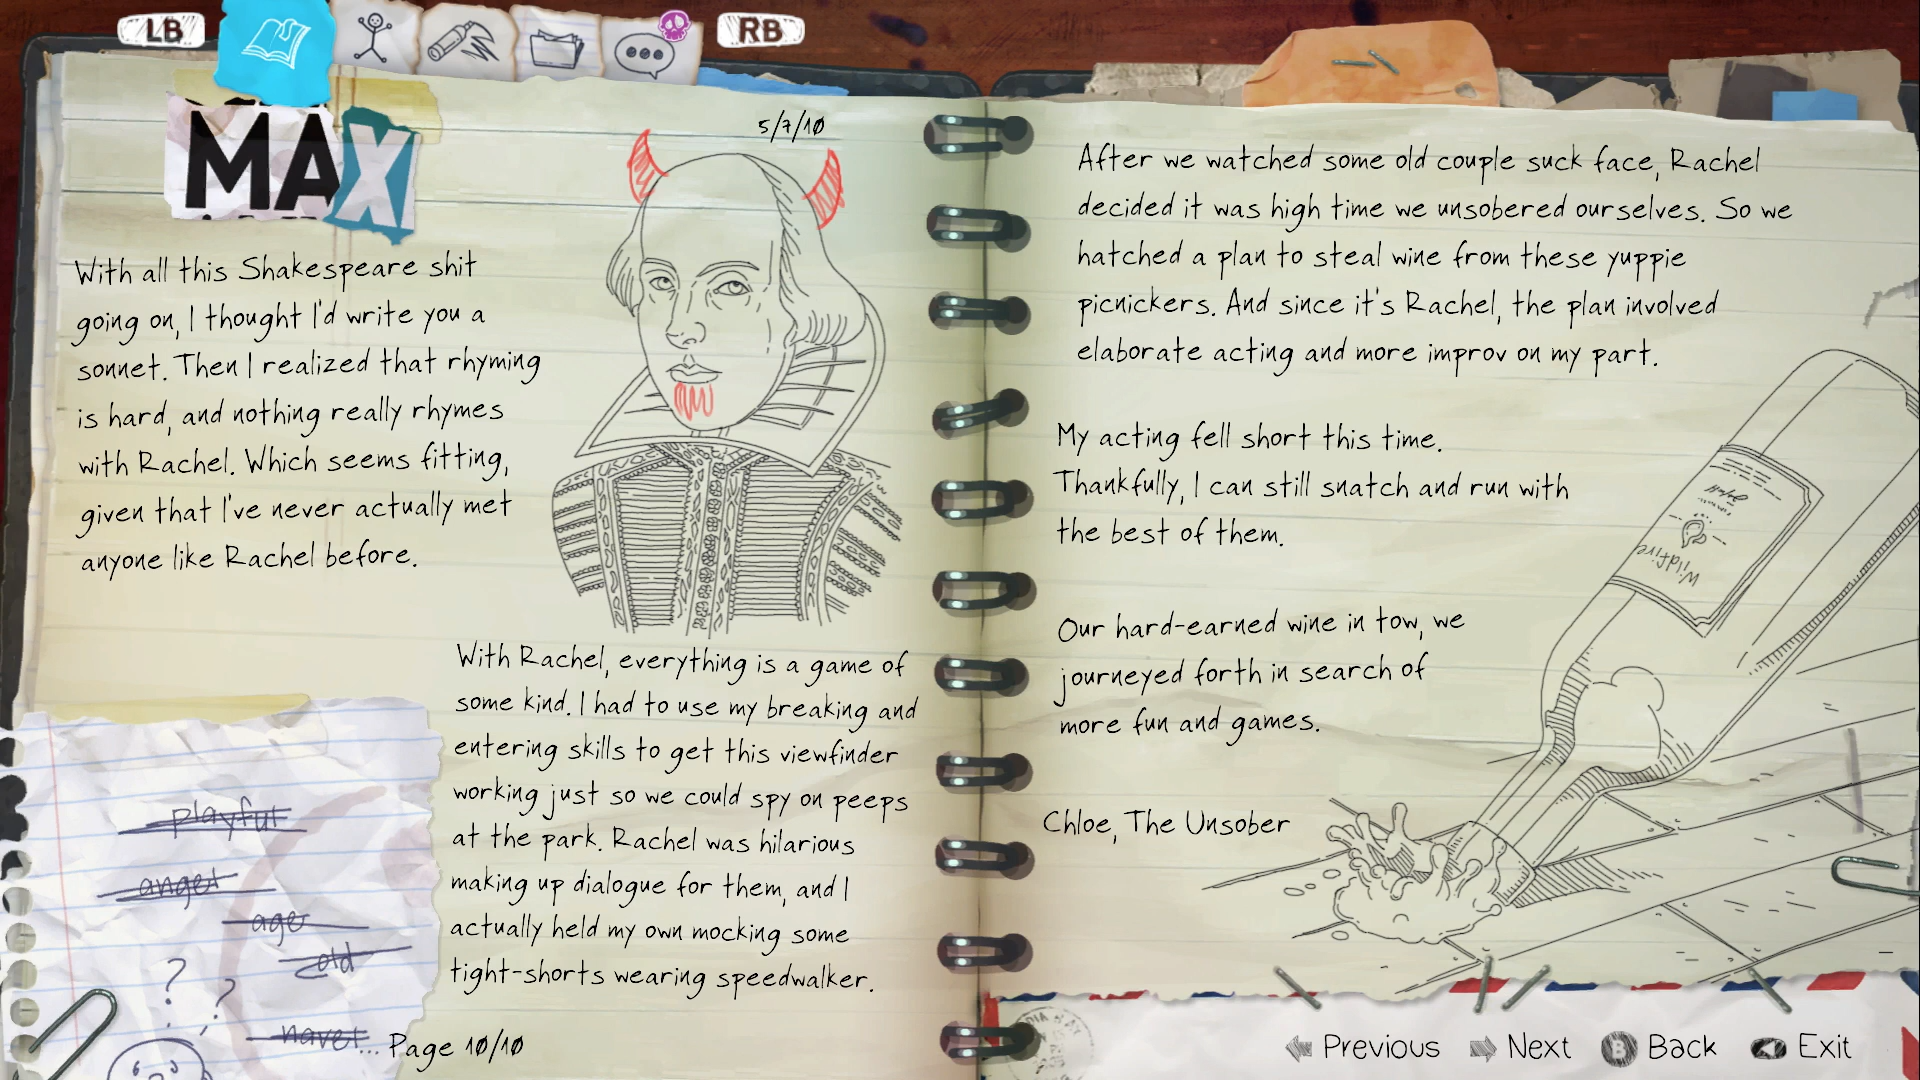 LB
RB
MAX
5/7/10
With all this Shakespeare shit
going on, I thought I'd write you a
sonnet. Then I realized that rhyming
is hard, and nothing really rhymes
with Rachel. Which seems fitting,
given that I've never actually met
anyone like Rachel before.
With Rachel, everything is a game of
some kind. I had to use my breaking and
entering skills to get this viewfinder
working just so we could spy on peeps
at the park. Rachel was hilarious
making up dialogue for them, and I
actually held my own mocking some
tight-shorts wearing speedwalker.
playful
angel
age
old
? ?
navel...
Page 10/10
After we watched some old couple suck face, Rachel
decided it was high time we unsobered ourselves. So we
hatched a plan to steal wine from these yuppie
picnickers. And since it's Rachel, the plan involved
elaborate acting and more improv on my part.
My acting fell short this time.
Thankfully, I can still snatch and run with
the best of them.
Our hard-earned wine in tow, we
journeyed forth in search of
more fun and games.
Chloe, The Unsober
Wildfire
Previous
Next
B Back
Exit